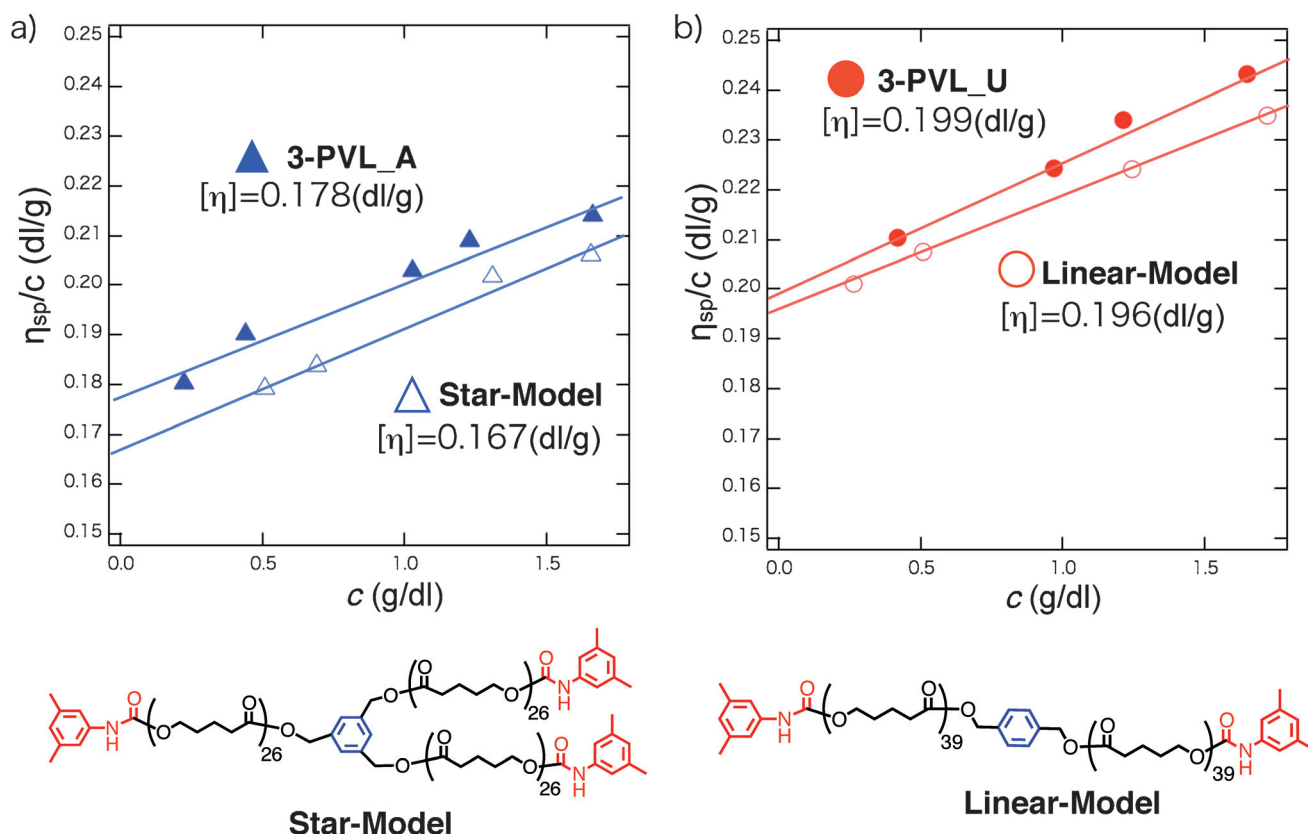 a)
ηsp/c (dl/g)
0.25
0.24
0.23
0.22
0.21
0.20
0.19
0.18
0.17
0.16
0.15
3-PVL_A
[η]=0.178(dl/g)
Star-Model
[η]=0.167(dl/g)
0.0 0.5 1.0 1.5
c (g/dl)
b)
ηsp/c (dl/g)
0.25
0.24
0.23
0.22
0.21
0.20
0.19
0.18
0.17
0.16
0.15
3-PVL_U
[η]=0.199(dl/g)
Linear-Model
[η]=0.196(dl/g)
0.0 0.5 1.0 1.5
c (g/dl)
O
N
H
O
O
26
O
O
O
O
26
O
N
H
O
O
O
26
O
N
H
Star-Model
O
N
H
O
O
39
O
O
O
O
39
O
N
H
Linear-Model